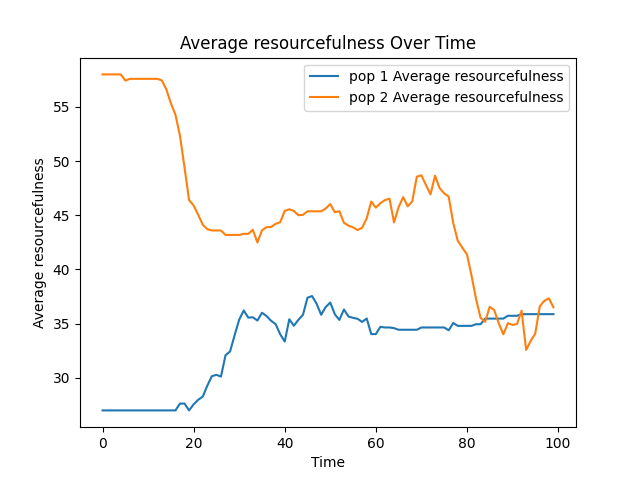 Average resourcefulness Over Time
pop 1 Average resourcefulness
pop 2 Average resourcefulness
55
50
45
40
35
30
Average resourcefulness
0 20 40 60 80 100
Time